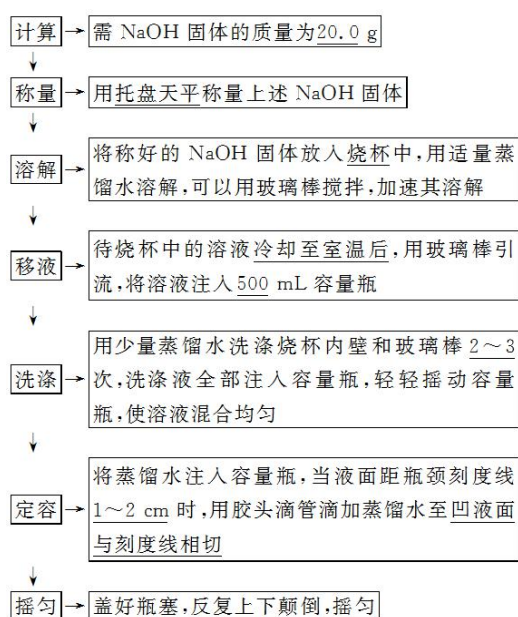 计算→需 NaOH 固体的质量为20.0 g
称量→用托盘天平称量上述 NaOH 固体
溶解→将称好的 NaOH 固体放入烧杯中,用适量蒸
馏水溶解,可以用玻璃棒搅拌,加速其溶解
移液→待烧杯中的溶液冷却至室温后,用玻璃棒引
流,将溶液注入 500 mL 容量瓶
洗涤→用少量蒸馏水洗涤烧杯内壁和玻璃棒 2～3
次,洗涤液全部注入容量瓶,轻轻摇动容量
瓶,使溶液混合均匀
定容→将蒸馏水注入容量瓶,当液面距瓶颈刻度线
1～2 cm 时,用胶头滴管滴加蒸馏水至凹液面
与刻度线相切
摇匀→盖好瓶塞,反复上下颠倒,摇匀